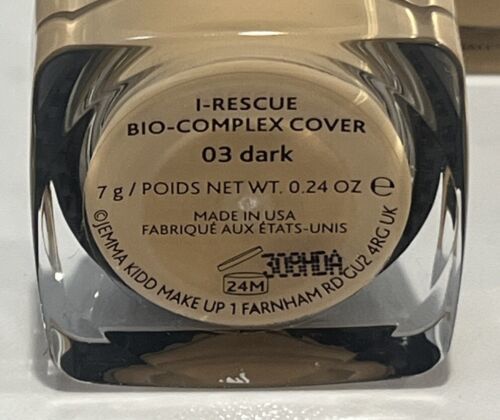 I-RESCUE
BIO-COMPLEX COVER
03 dark
7 g / POIDS NET WT. 0.24 OZ ℮
MADE IN USA
FABRIQUÉ AUX ÉTATS-UNIS
308HDA
24M
©JEMMA KIDD MAKE UP 1 FARNHAM RD GU2 4RG UK